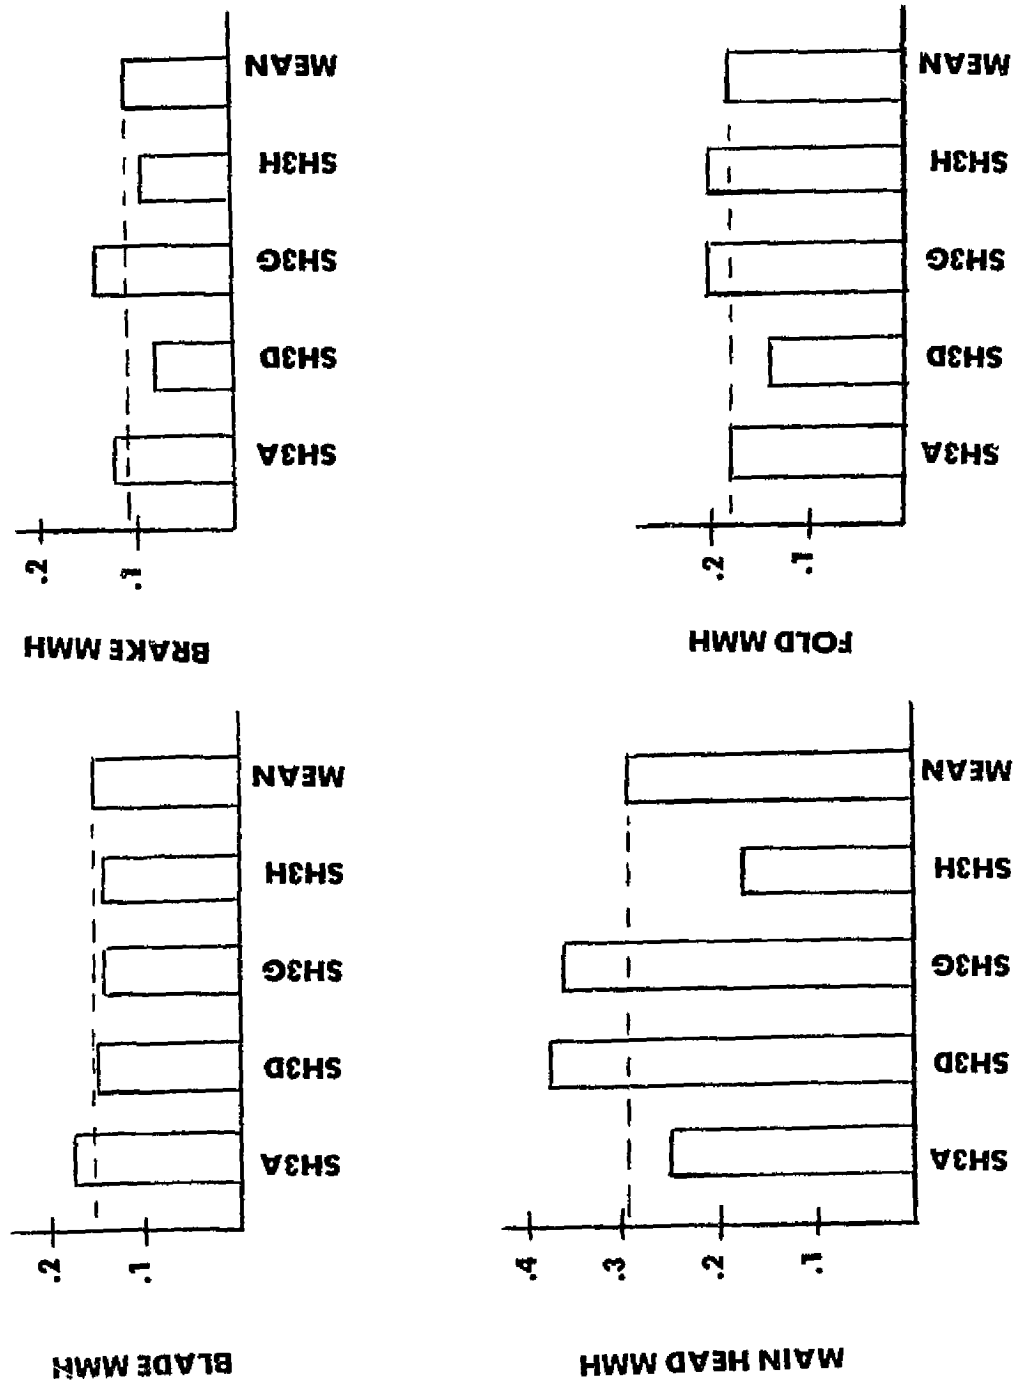 BLADE MMH
.2
.1
SH3A
SH3D
SH3G
SH3H
MEAN
BRAKE MMH
.2
.1
SH3A
SH3D
SH3G
SH3H
MEAN
MAIN HEAD MMH
.4
.3
.2
.1
SH3A
SH3D
SH3G
SH3H
MEAN
FOLD MMH
.2
.1
SH3A
SH3D
SH3G
SH3H
MEAN